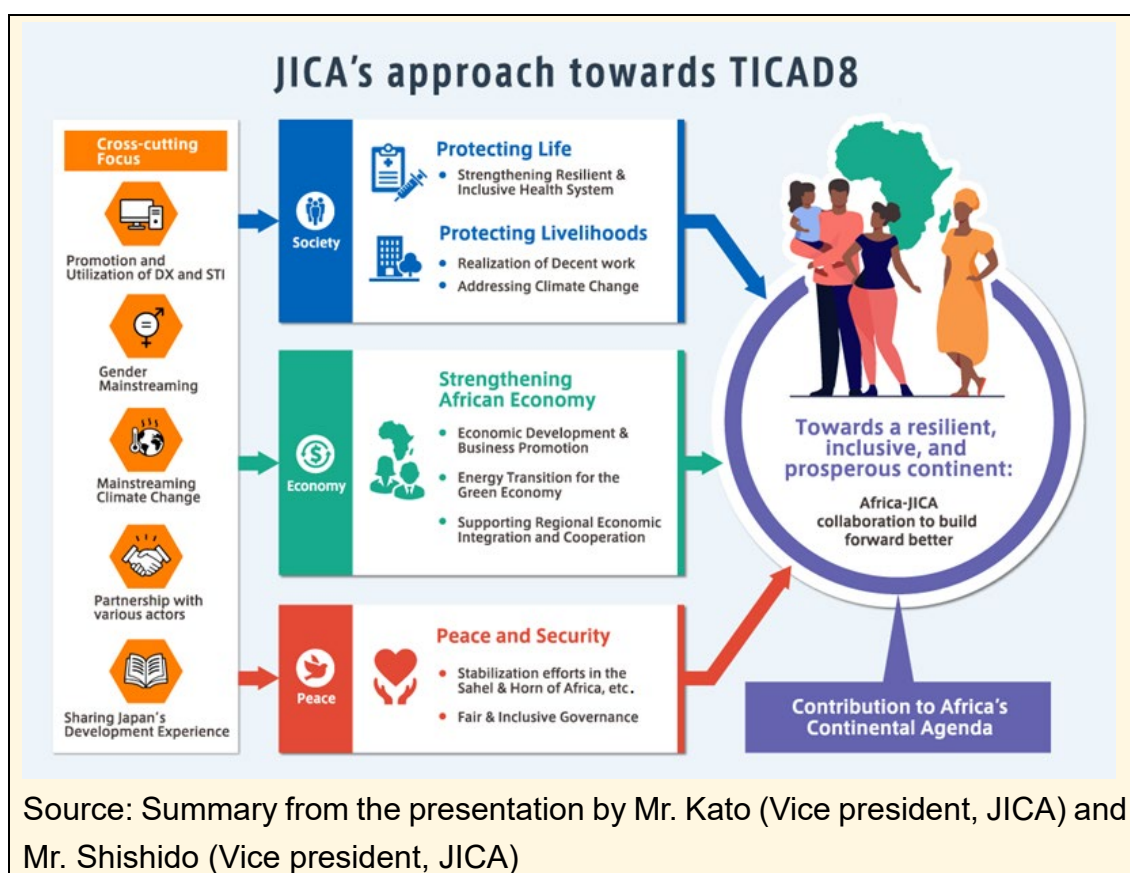 JICA's approach towards TICAD8
Cross-cutting
Focus
Promotion and
Utilization of DX and STI
Gender
Mainstreaming
Mainstreaming
Climate Change
Partnership with
various actors
Sharing Japan's
Development Experience
Society
Protecting Life
• Strengthening Resilient &
Inclusive Health System
Protecting Livelihoods
• Realization of Decent work
• Addressing Climate Change
Economy
Strengthening
African Economy
• Economic Development &
Business Promotion
• Energy Transition for the
Green Economy
• Supporting Regional Economic
Integration and Cooperation
Peace
Peace and Security
• Stabilization efforts in the
Sahel & Horn of Africa, etc.
• Fair & Inclusive Governance
Towards a resilient,
inclusive, and
prosperous continent:
Africa-JICA
collaboration to build
forward better
Contribution to Africa's
Continental Agenda
Source: Summary from the presentation by Mr. Kato (Vice president, JICA) and
Mr. Shishido (Vice president, JICA)